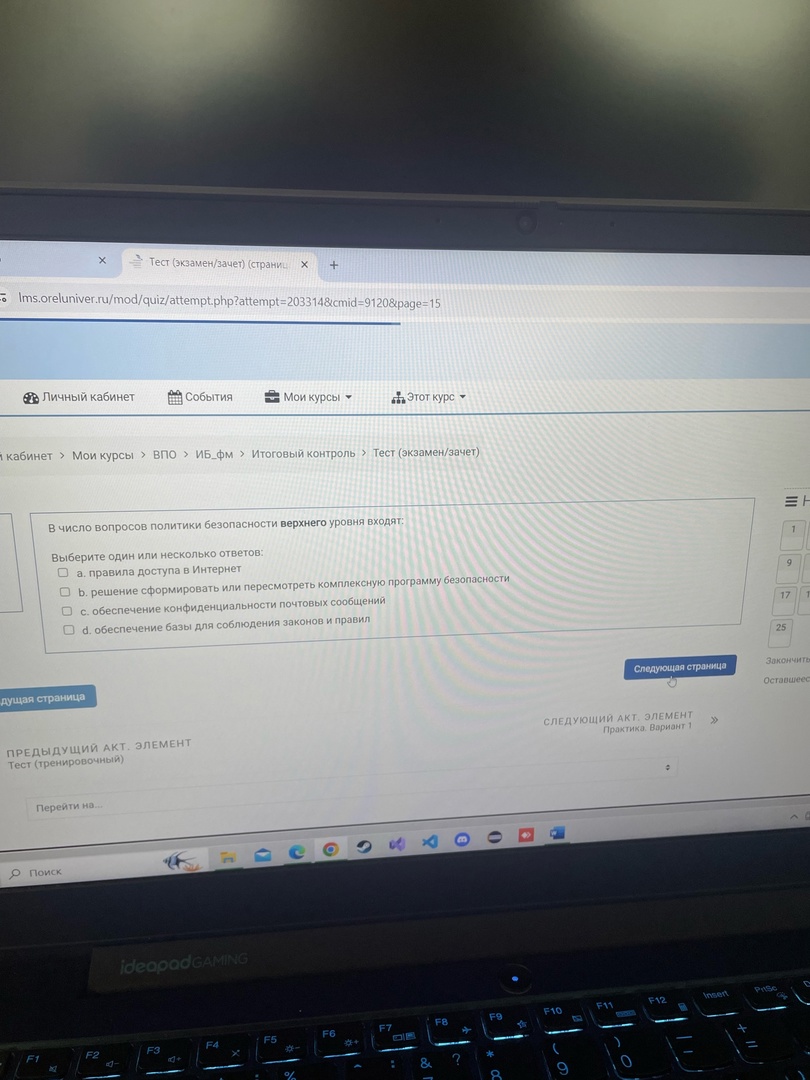 Тест (экзамен/зачет) (страниц
lms.oreluniver.ru/mod/quiz/attempt.php?attempt=203314&cmid=9120&page=15
Личный кабинет События Мои курсы Этот курс
кабинет > Мои курсы > ВПО > ИБ_фм > Итоговый контроль > Тест (экзамен/зачет)
В число вопросов политики безопасности верхнего уровня входят:
Выберите один или несколько ответов:
a. правила доступа в Интернет
b. решение сформировать или пересмотреть комплексную программу безопасности
c. обеспечение конфиденциальности почтовых сообщений
d. обеспечение базы для соблюдения законов и правил
1
9
17
25
Закончить
Оставшеес
Следующая страница
дущая страница
ПРЕДЫДУЩИЙ АКТ. ЭЛЕМЕНТ
Тест (тренировочный)
СЛЕДУЮЩИЙ АКТ. ЭЛЕМЕНТ
Практика. Вариант 1
Перейти на...
Поиск
ideapad GAMING
F1 F2 F3 F4 F5 F6 F7 F8 F9 F10 F11 F12 Insert PrtSc
% : & ? * ( ) — + =
8 9 0